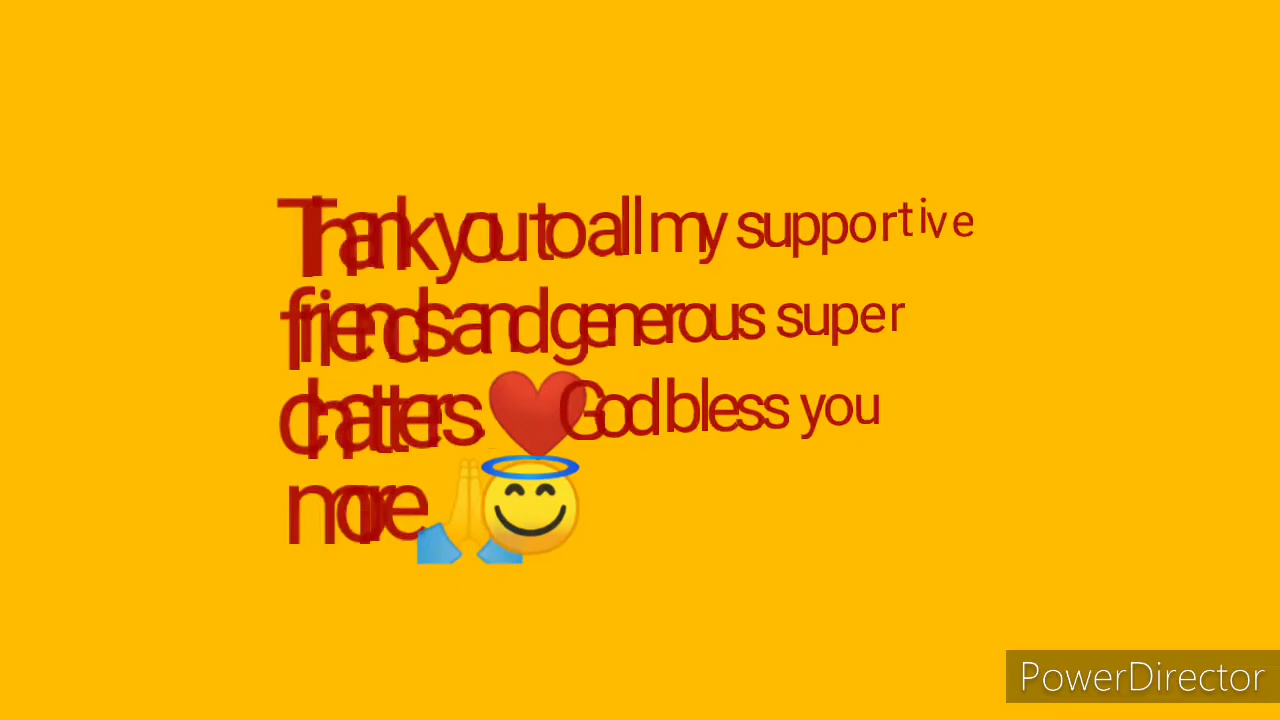 Thank you to all my supportive
friends and generous super
chatters ❤️ God bless you
more 🙏😇
PowerDirector